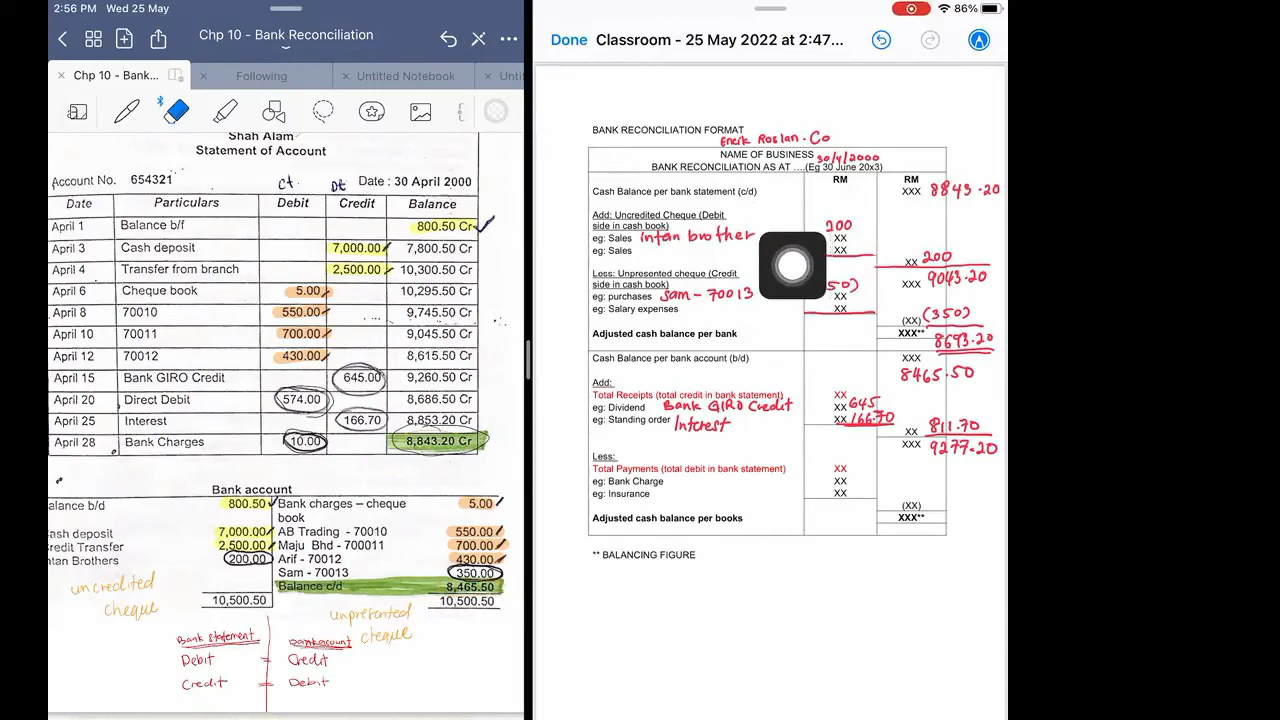 2:56 PM Wed 25 May
Chp 10 - Bank Reconciliation
Chp 10 - Bank...
Following
Untitled Notebook
Shah Alam
Statement of Account
Account No. 654321
Ct
Dt
Date : 30 April 2000
Date Particulars Debit Credit Balance
April 1 Balance b/f 800.50 Cr
April 3 Cash deposit 7,000.00 7,800.50 Cr
April 4 Transfer from branch 2,500.00 10,300.50 Cr
April 6 Cheque book 5.00 10,295.50 Cr
April 8 70010 550.00 9,745.50 Cr
April 10 70011 700.00 9,045.50 Cr
April 12 70012 430.00 8,615.50 Cr
April 15 Bank GIRO Credit 645.00 9,260.50 Cr
April 20 Direct Debit 574.00 8,686.50 Cr
April 25 Interest 166.70 8,853.20 Cr
April 28 Bank Charges 10.00 8,843.20 Cr
Bank account
alance b/d 800.50 Bank charges – cheque 5.00
book
ash deposit 7,000.00 AB Trading - 70010 550.00
redit Transfer 2,500.00 Maju Bhd - 700011 700.00
ntan Brothers 200.00 Arif - 70012 430.00
Sam - 70013 350.00
Balance c/d 8,465.50
10,500.50 10,500.50
uncredited
cheque
unpresented
cheque
Bank statement Bank account
Debit = Credit
Credit = Debit
86%
Done Classroom - 25 May 2022 at 2:47...
BANK RECONCILIATION FORMAT
Encik Roslan . Co
NAME OF BUSINESS
30/4/2000
BANK RECONCILIATION AS AT ....(Eg 30 June 20x3)
RM RM
Cash Balance per bank statement (c/d) XXX 8843.20
Add: Uncredited Cheque (Debit
side in cash book) 200
eg: Sales intan brother XX
eg: Sales XX
XX 200
Less: Unpresented cheque (Credit XXX 9043.20
side in cash book) 50)
eg: purchases Sam - 70013 XX
eg: Salary expenses XX
(XX) (350)
Adjusted cash balance per bank XXX** 8693.20
Cash Balance per bank account (b/d) XXX
8465.50
Add:
Total Receipts (total credit in bank statement) XX
eg: Dividend Bank GIRO Credit XX 645
eg: Standing order Interest XX 166.70
XX 811.70
XXX 9277.20
Less:
Total Payments (total debit in bank statement) XX
eg: Bank Charge XX
eg: Insurance XX
(XX)
Adjusted cash balance per books XXX**
** BALANCING FIGURE